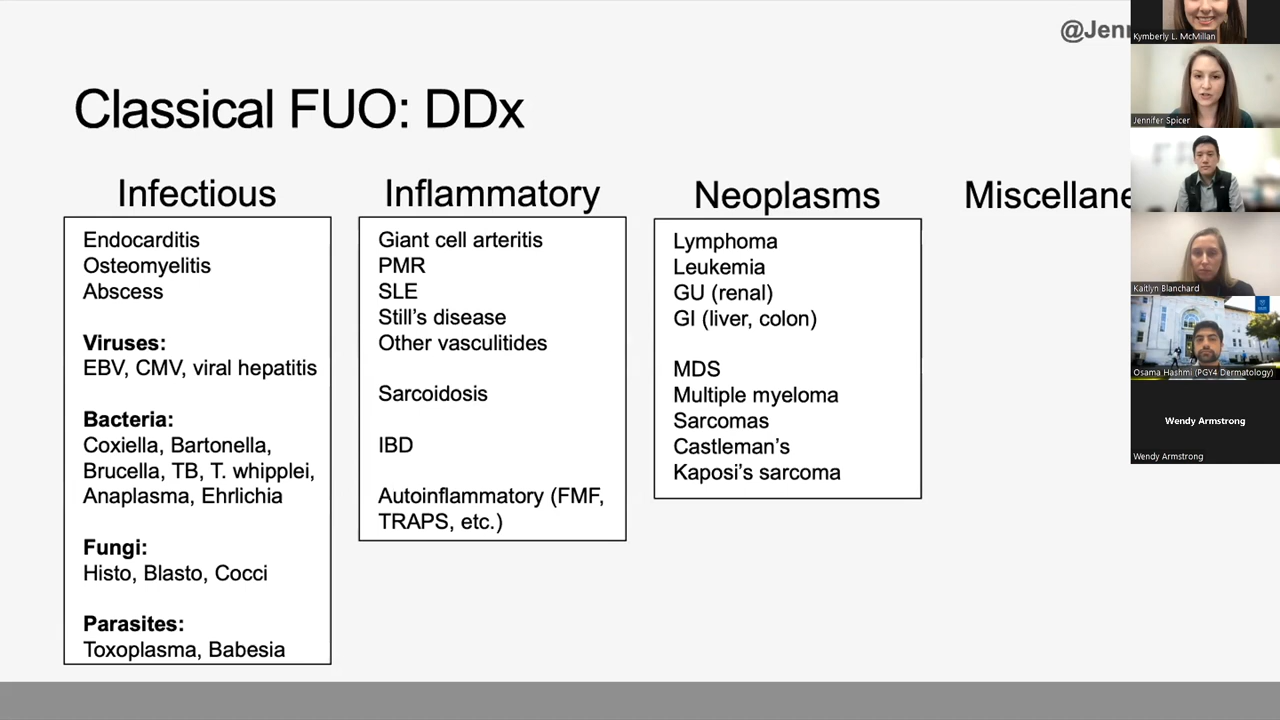 @Jenn
Classical FUO: DDx
Infectious
Endocarditis
Osteomyelitis
Abscess
Viruses:
EBV, CMV, viral hepatitis
Bacteria:
Coxiella, Bartonella,
Brucella, TB, T. whipplei,
Anaplasma, Ehrlichia
Fungi:
Histo, Blasto, Cocci
Parasites:
Toxoplasma, Babesia
Inflammatory
Giant cell arteritis
PMR
SLE
Still’s disease
Other vasculitides
Sarcoidosis
IBD
Autoinflammatory (FMF,
TRAPS, etc.)
Neoplasms
Lymphoma
Leukemia
GU (renal)
GI (liver, colon)
MDS
Multiple myeloma
Sarcomas
Castleman’s
Kaposi’s sarcoma
Miscellane
Kymberly L. McMillan
Jennifer Spicer
Kaitlyn Blanchard
Osama Hashmi (PGY4 Dermatology)
Wendy Armstrong
Wendy Armstrong